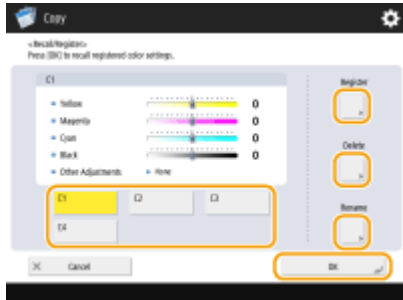 Copy
<Recall/Register>
Press [OK] to recall registered color settings.
C1
Register
Yellow 0
Magenta 0
Cyan 0
Black 0
Delete
Other Adjustments None
C1 C2 C3
Rename
C4
Cancel
OK